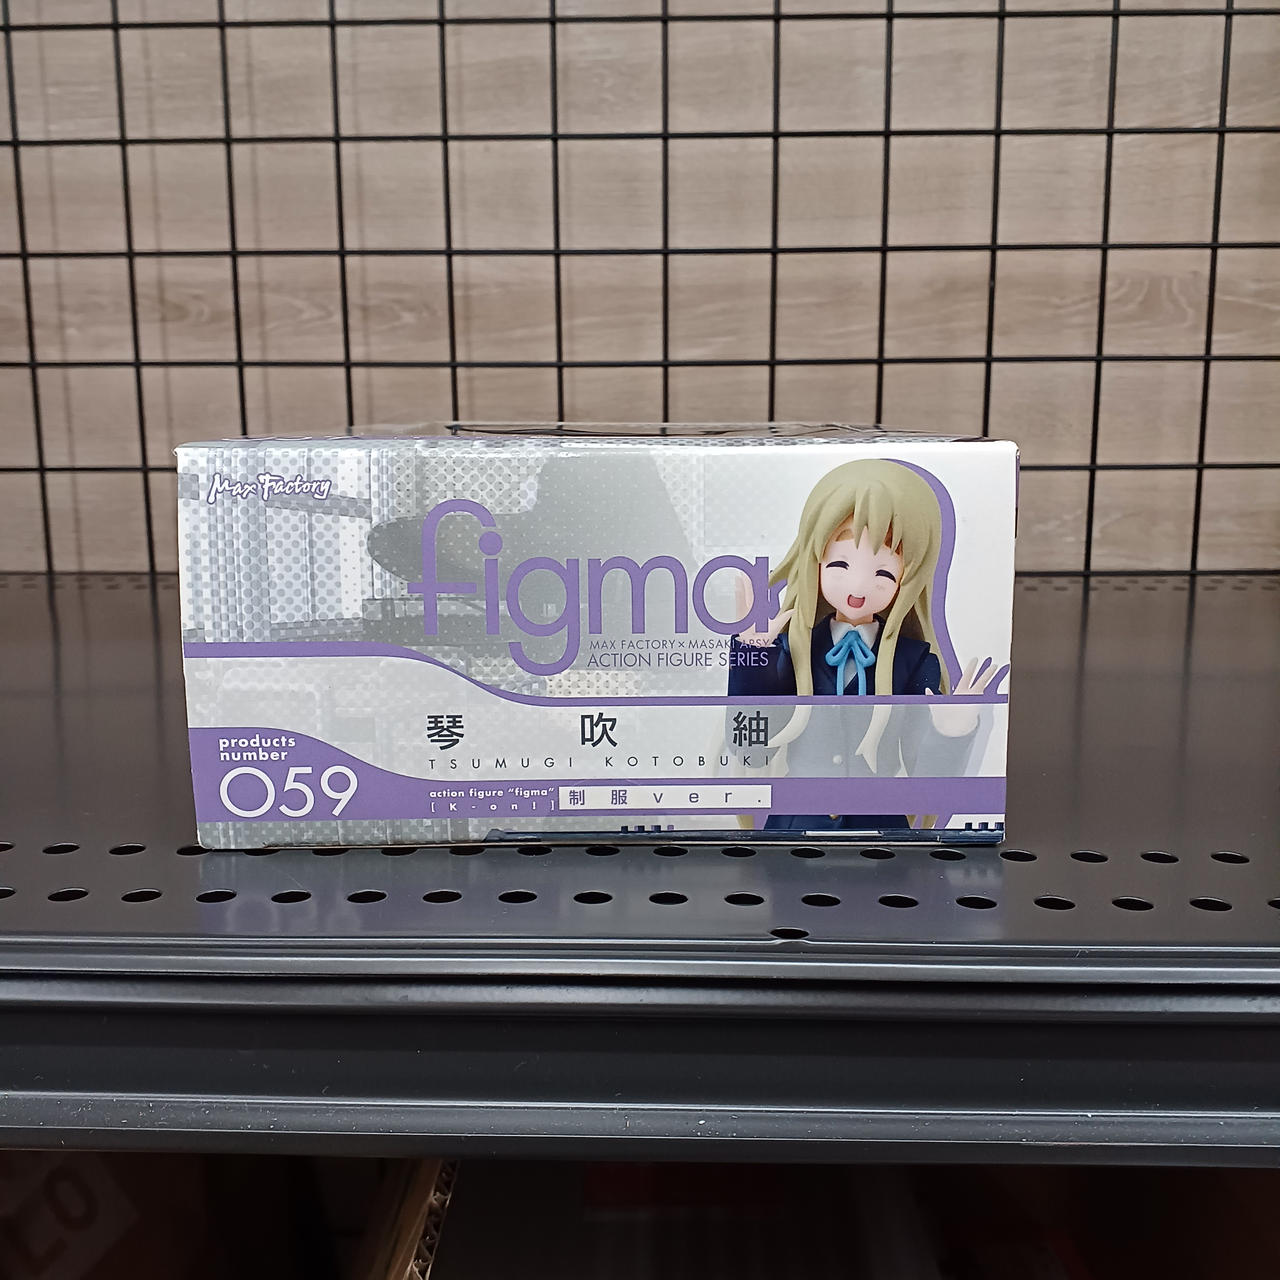 Max Factory
figma
MAX FACTORY×MASAKI APSY
ACTION FIGURE SERIES
琴吹紬
TSUMUGI KOTOBUKI
products
number
059
action figure "figma"
[K-on!]
制服ver.